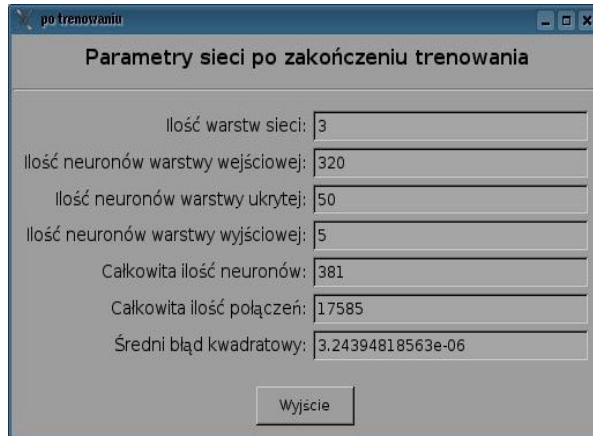 po trenowaniu
Parametry sieci po zakończeniu trenowania
Ilość warstw sieci: 3
Ilość neuronów warstwy wejściowej: 320
Ilość neuronów warstwy ukrytej: 50
Ilość neuronów warstwy wyjściowej: 5
Całkowita ilość neuronów: 381
Całkowita ilość połączeń: 17585
Średni błąd kwadratowy: 3.24394818563e-06
Wyjście